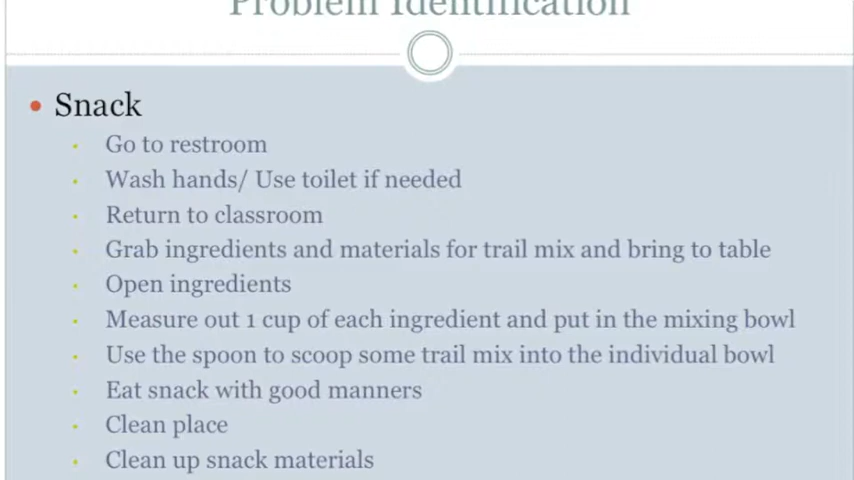 Problem Identification
Snack
Go to restroom
Wash hands/ Use toilet if needed
Return to classroom
Grab ingredients and materials for trail mix and bring to table
Open ingredients
Measure out 1 cup of each ingredient and put in the mixing bowl
Use the spoon to scoop some trail mix into the individual bowl
Eat snack with good manners
Clean place
Clean up snack materials